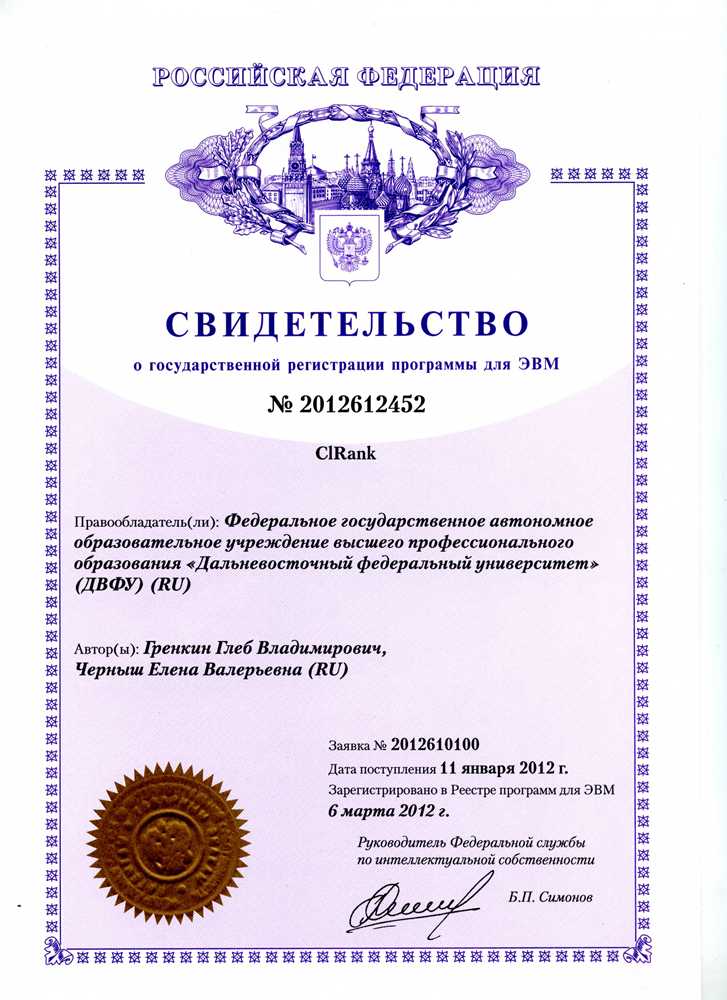 РОССИЙСКАЯ ФЕДЕРАЦИЯ
СВИДЕТЕЛЬСТВО
о государственной регистрации программы для ЭВМ
№ 2012612452
ClRank
Правообладатель(ли): Федеральное государственное автономное
образовательное учреждение высшего профессионального
образования «Дальневосточный федеральный университет»
(ДВФУ) (RU)
Автор(ы): Гренкин Глеб Владимирович,
Черныш Елена Валерьевна (RU)
Заявка № 2012610100
Дата поступления 11 января 2012 г.
Зарегистрировано в Реестре программ для ЭВМ
6 марта 2012 г.
Руководитель Федеральной службы
по интеллектуальной собственности
Б.П. Симонов